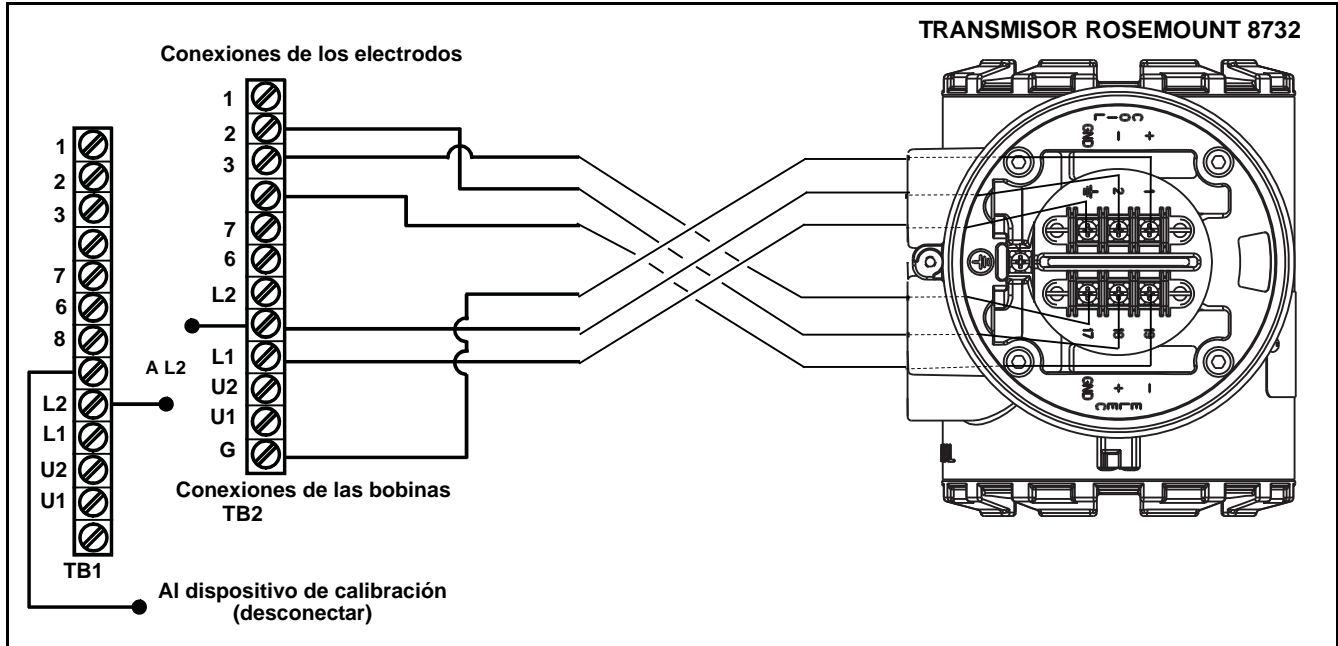 TRANSMISOR ROSEMOUNT 8732
Conexiones de los electrodos
1
2
3
7
6
8
L2
L1
U2
U1
TB1
A L2
1
2
3
7
6
L2
L1
U2
U1
G
Conexiones de las bobinas
TB2
Al dispositivo de calibración
(desconectar)
COIL
GND
-
+
2
1
17
18
19
GND
+
-
ELEC